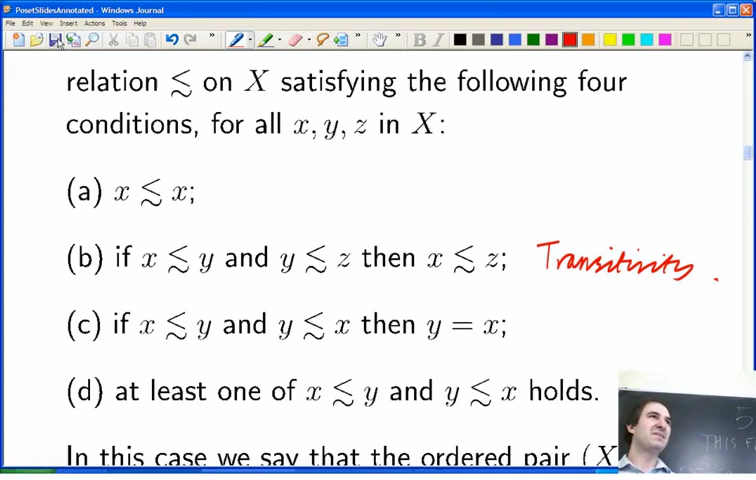 PosetSlidesAnnotated - Windows Journal
File Edit View Insert Actions Tools Help
B I
relation ≲ on X satisfying the following four
conditions, for all x, y, z in X:
(a) x ≲ x;
(b) if x ≲ y and y ≲ z then x ≲ z; Transitivity.
(c) if x ≲ y and y ≲ x then y = x;
(d) at least one of x ≲ y and y ≲ x holds.
5
THIS F
In this case we say that the ordered pair (X